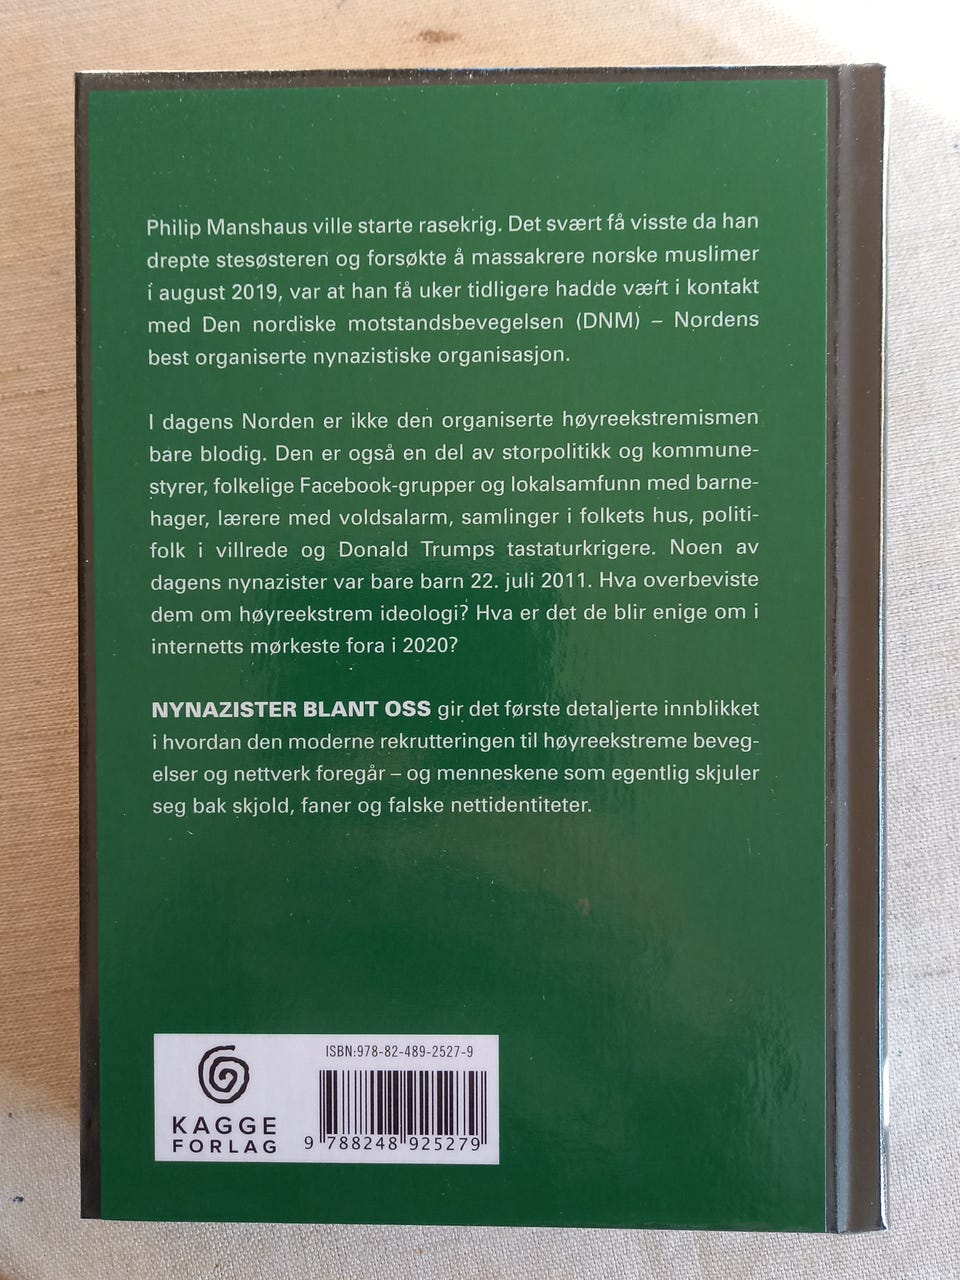 Philip Manshaus ville starte rasekrig. Det svært få visste da han
drepte stesøsteren og forsøkte å massakrere norske muslimer
i august 2019, var at han få uker tidligere hadde vært i kontakt
med Den nordiske motstandsbevegelsen (DNM) – Nordens
best organiserte nynazistiske organisasjon.
I dagens Norden er ikke den organiserte høyreekstremismen
bare blodig. Den er også en del av storpolitikk og kommune-
styrer, folkelige Facebook-grupper og lokalsamfunn med barne-
hager, lærere med voldsalarm, samlinger i folkets hus, politi-
folk i villrede og Donald Trumps tastaturkrigere. Noen av
dagens nynazister var bare barn 22. juli 2011. Hva overbeviste
dem om høyreekstrem ideologi? Hva er det de blir enige om i
internetts mørkeste fora i 2020?
NYNAZISTER BLANT OSS gir det første detaljerte innblikket
i hvordan den moderne rekrutteringen til høyreekstreme beveg-
elser og nettverk foregår – og menneskene som egentlig skjuler
seg bak skjold, faner og falske nettidentiteter.
KAGGE
FORLAG
ISBN:978-82-489-2527-9
9 788248 925279